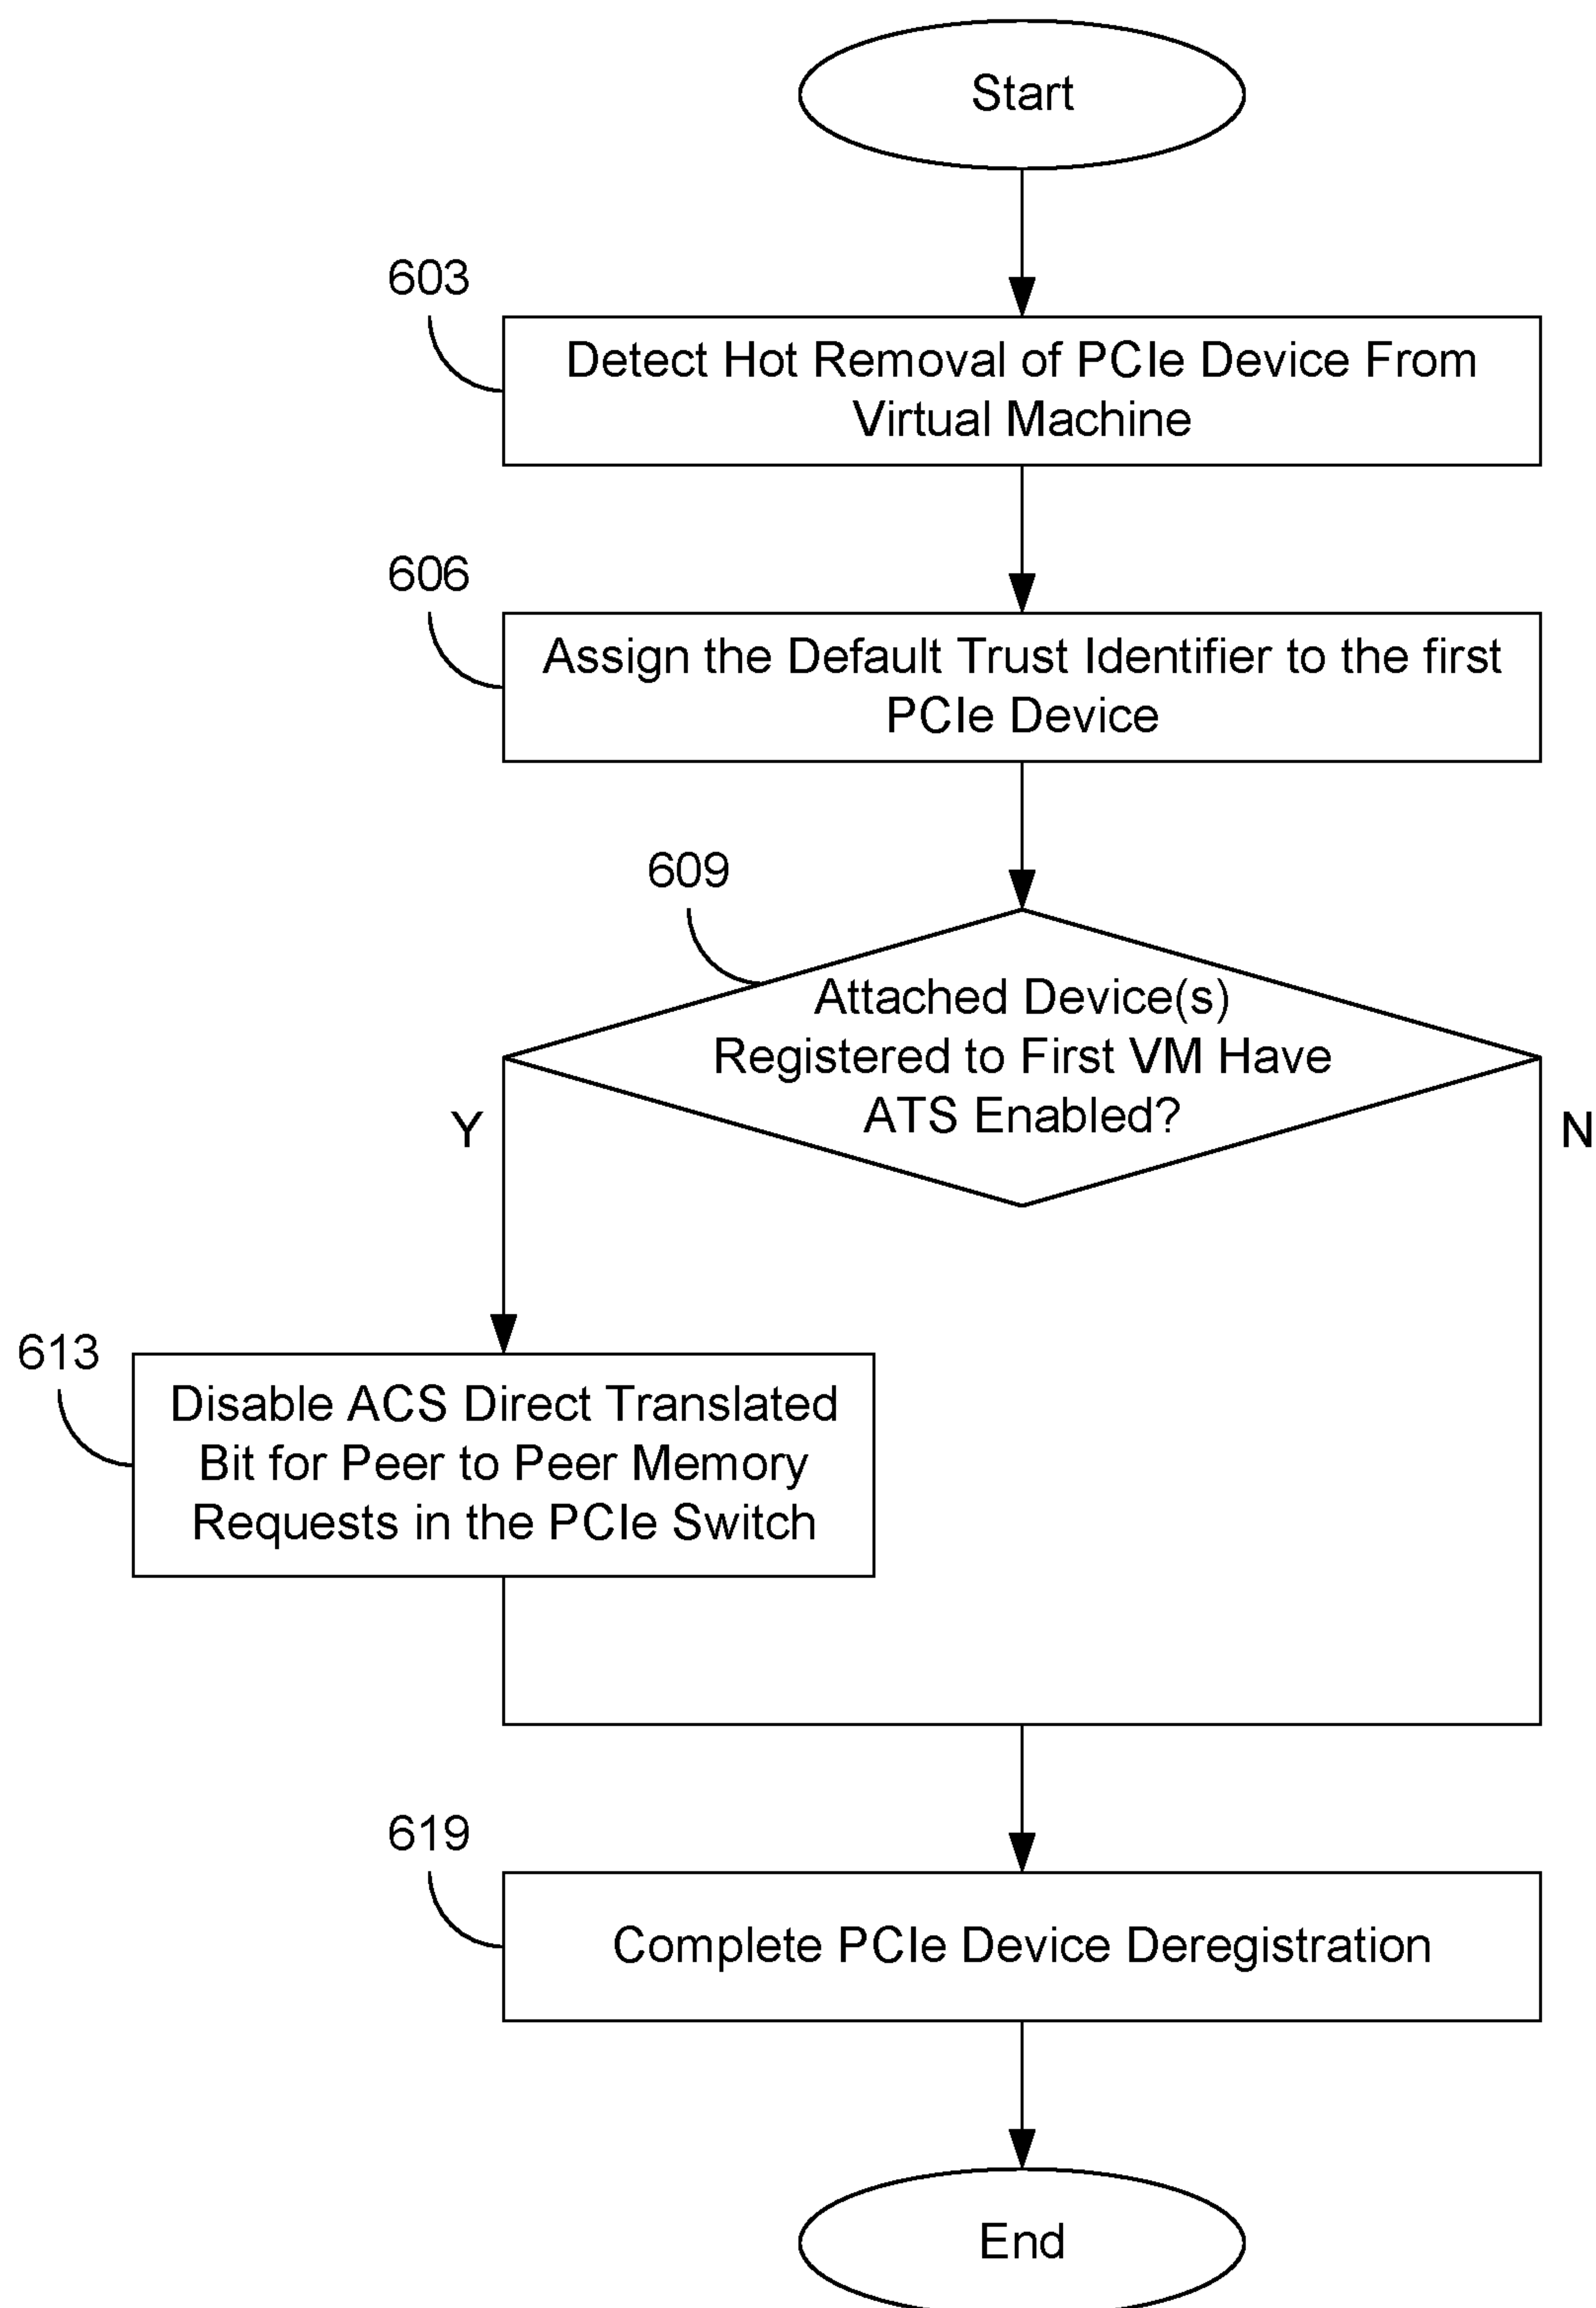 Start
603
Detect Hot Removal of PCIe Device From
Virtual Machine
606
Assign the Default Trust Identifier to the first
PCIe Device
609
Attached Device(s)
Registered to First VM Have
ATS Enabled?
Y
N
613
Disable ACS Direct Translated
Bit for Peer to Peer Memory
Requests in the PCIe Switch
619
Complete PCIe Device Deregistration
End